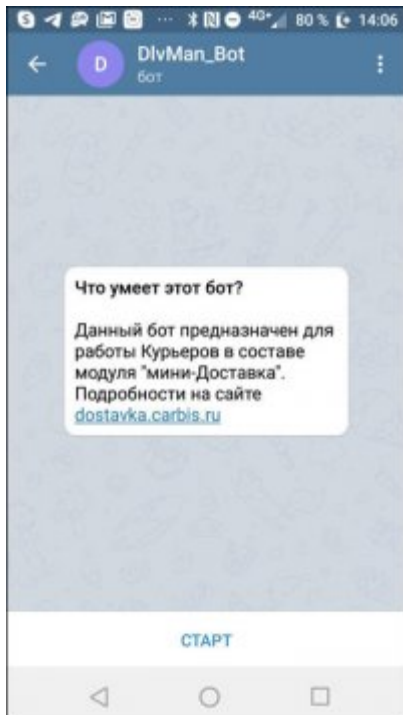 4G+ 80 % 14:06
D DlvMan_Bot
бот
Что умеет этот бот?
Данный бот предназначен для
работы Курьеров в составе
модуля "мини-Доставка".
Подробности на сайте
dostavka.carbis.ru
СТАРТ